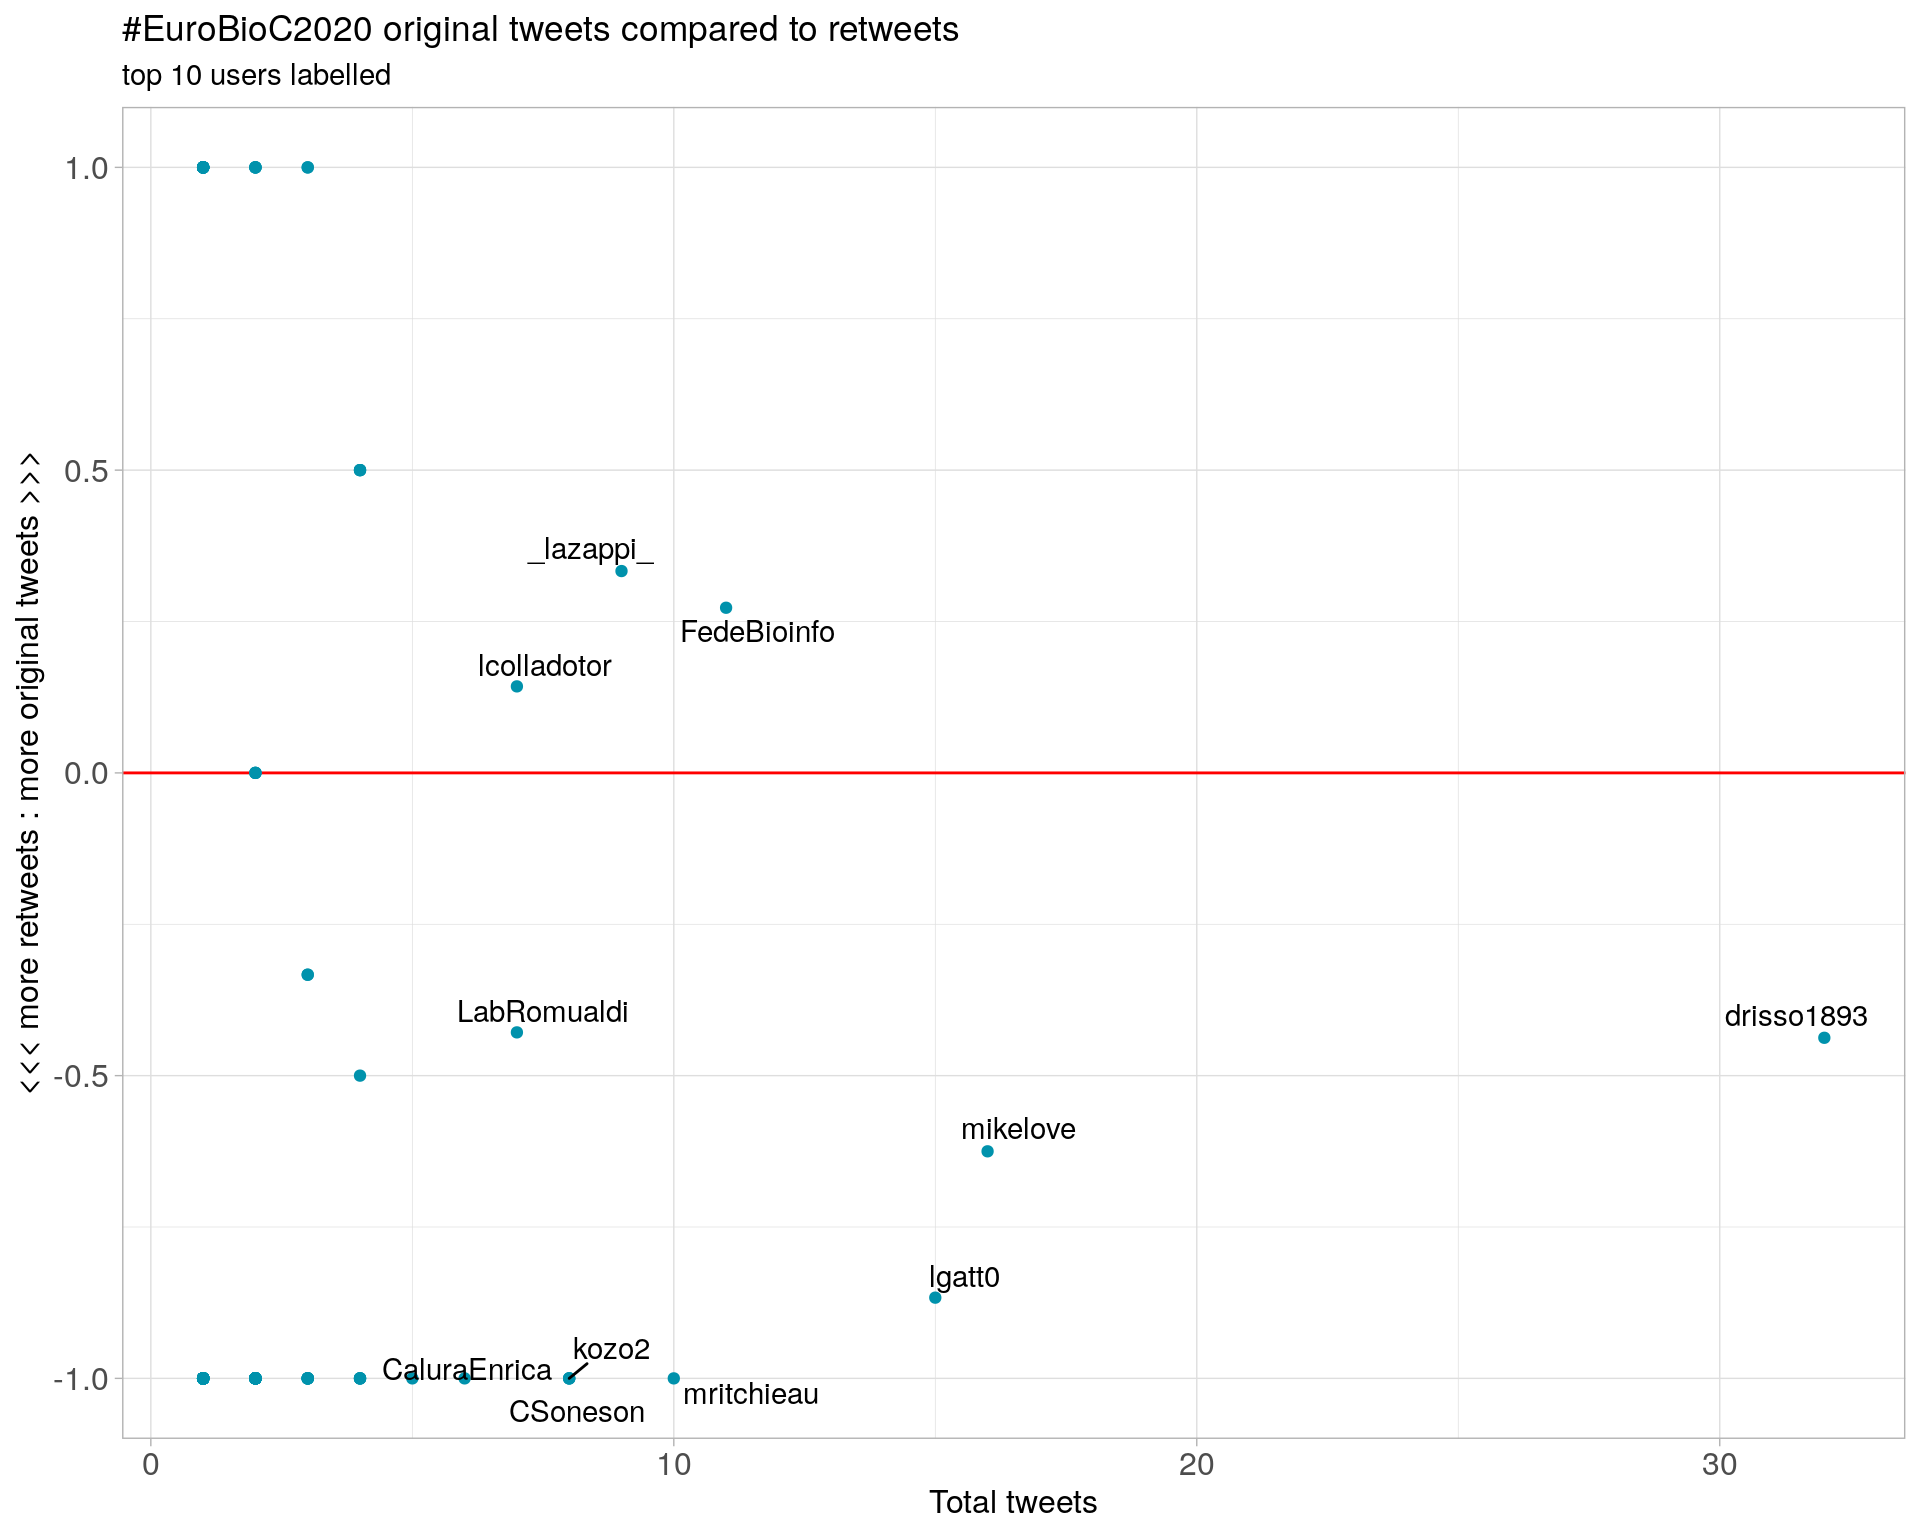 #EuroBioC2020 original tweets compared to retweets
top 10 users labelled
<<< more retweets : more original tweets >>>
1.0
0.5
0.0
-0.5
-1.0
_lazappi_
FedeBioinfo
lcolladotor
LabRomualdi
drisso1893
mikelove
lgatt0
kozo2
CaluraEnrica
mritchieau
CSoneson
0
10
20
30
Total tweets